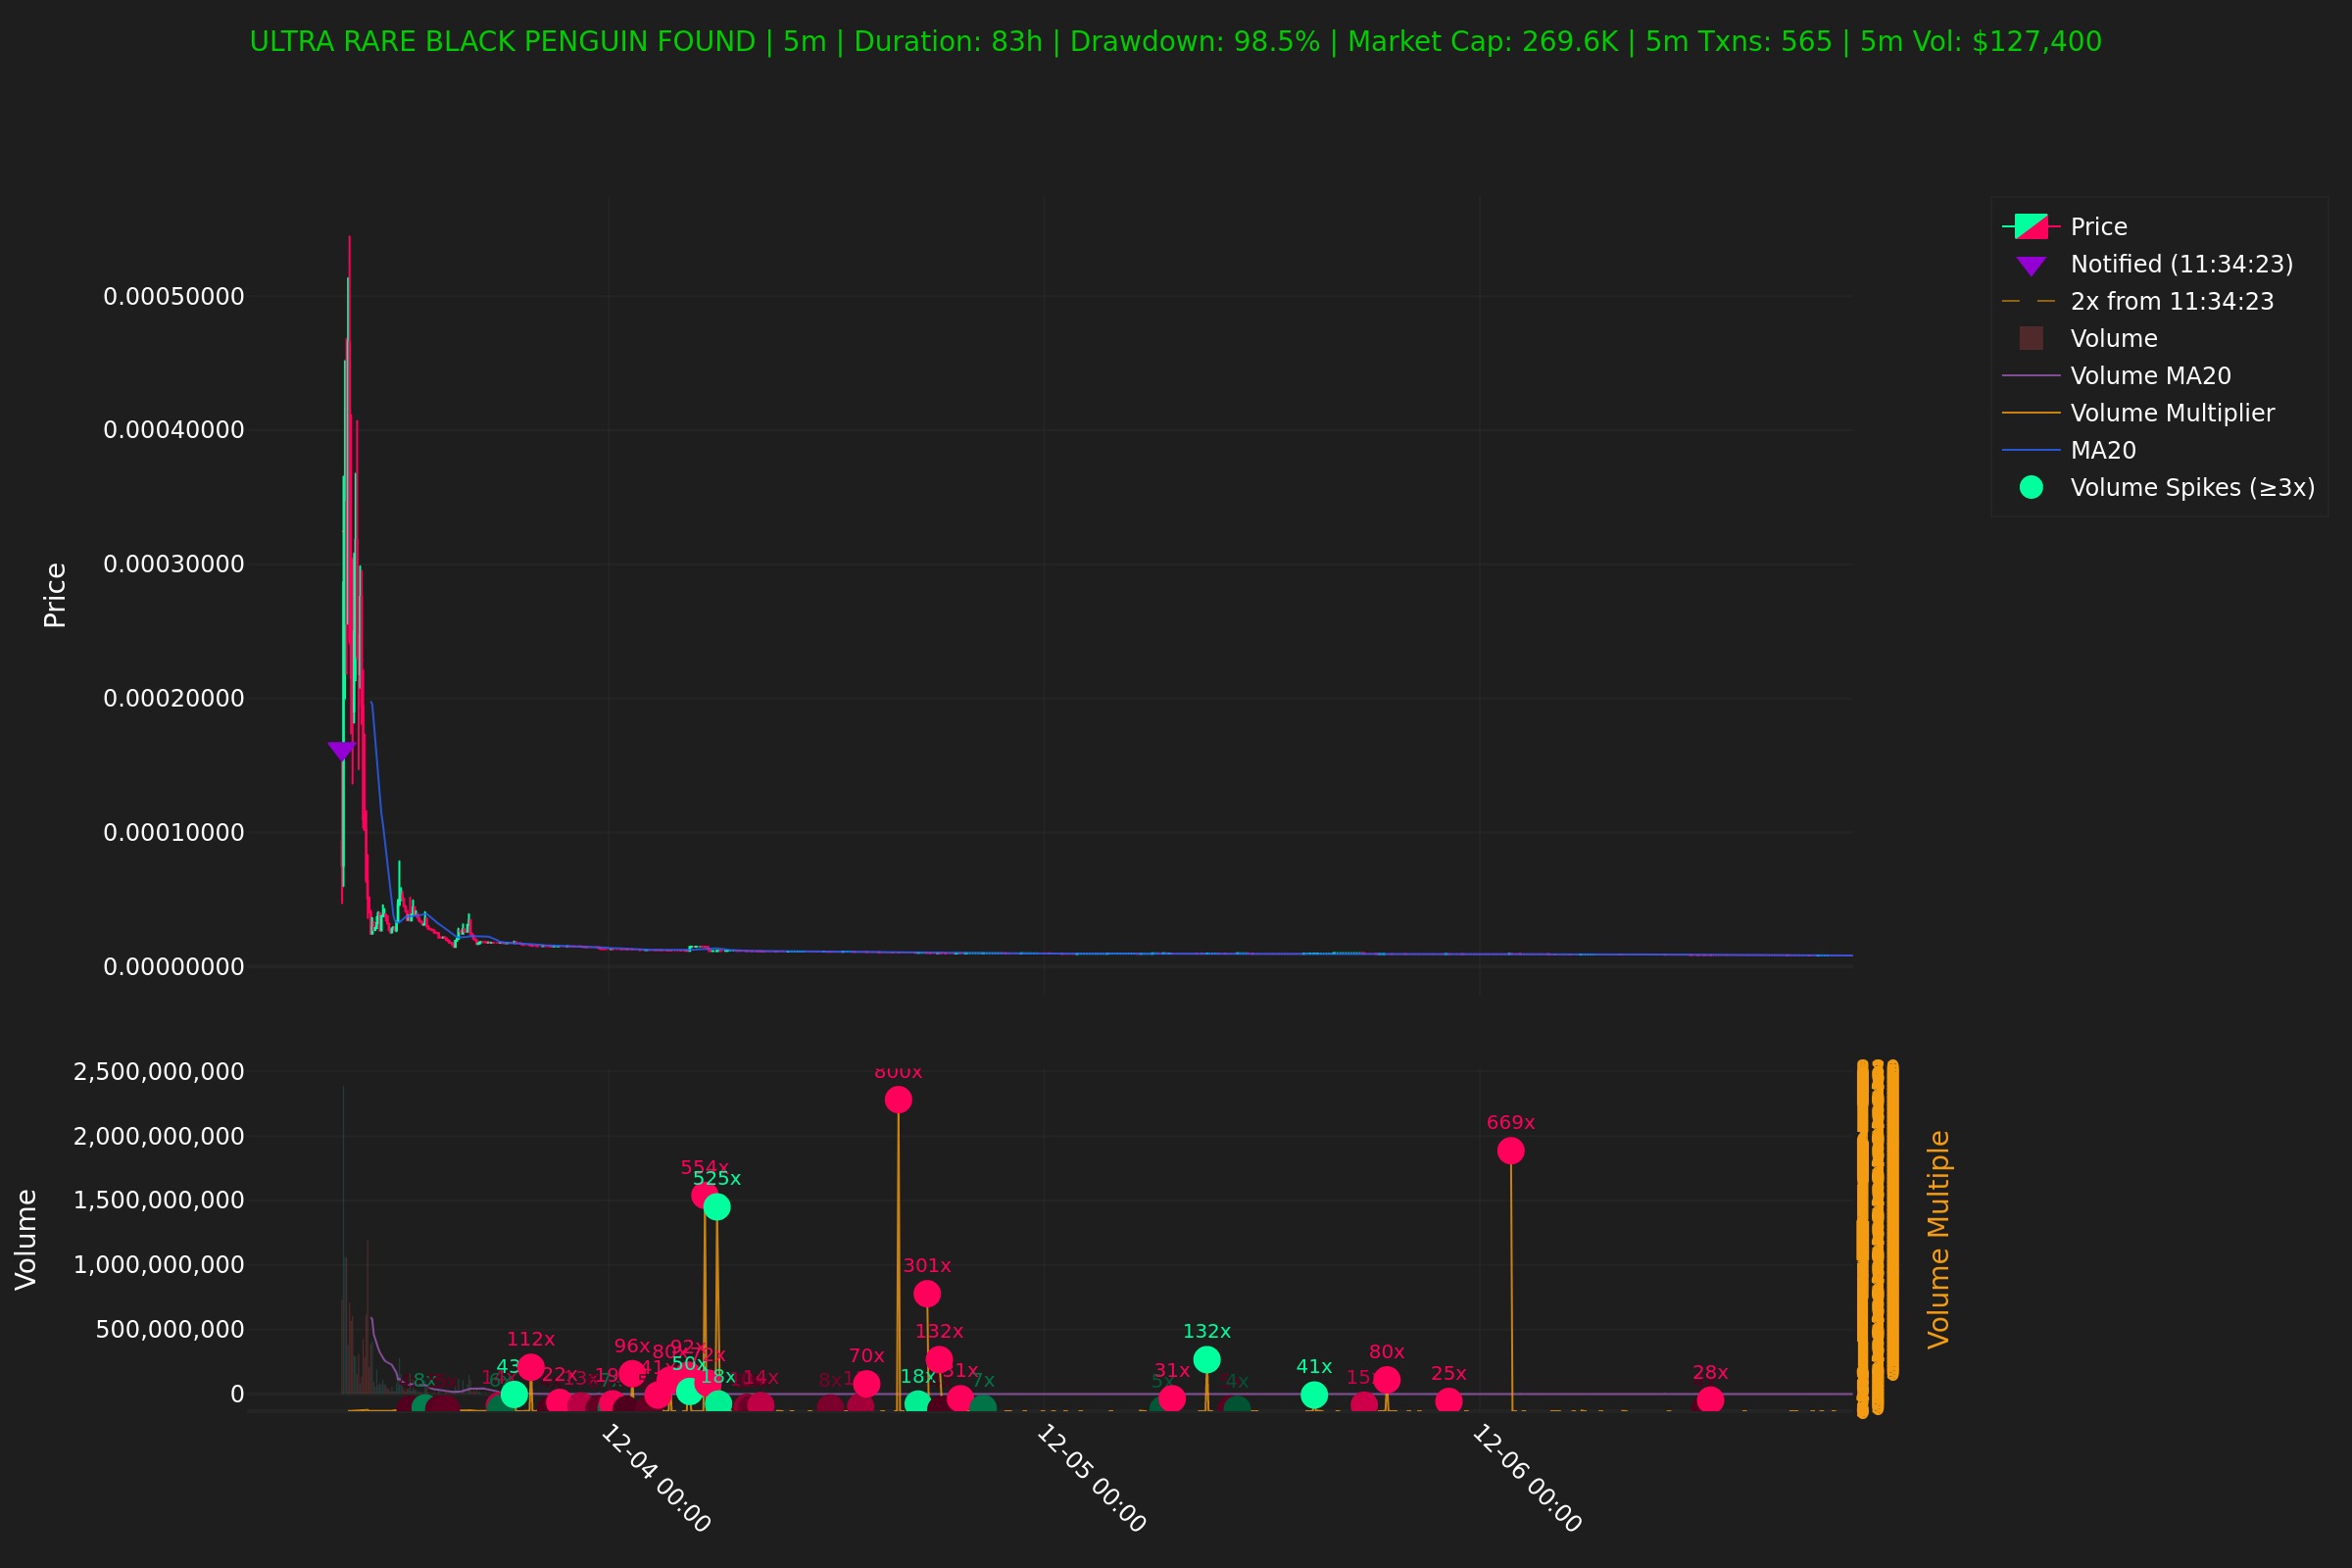 ULTRA RARE BLACK PENGUIN FOUND | 5m | Duration: 83h | Drawdown: 98.5% | Market Cap: 269.6K | 5m Txns: 565 | 5m Vol: $127,400
Price
Notified (11:34:23)
2x from 11:34:23
Volume
Volume MA20
Volume Multiplier
MA20
Volume Spikes (≥3x)
Price
0.00050000
0.00040000
0.00030000
0.00020000
0.00010000
0.00000000
Volume
2,500,000,000
2,000,000,000
1,500,000,000
1,000,000,000
500,000,000
0
Volume Multiple
800x
669x
554x
525x
301x
112x
96x
92x
132x
132x
70x
50x
41x
80x
25x
28x
31x
18x
18x
14x
22x
8x
7x
4x
12-04 00:00
12-05 00:00
12-06 00:00